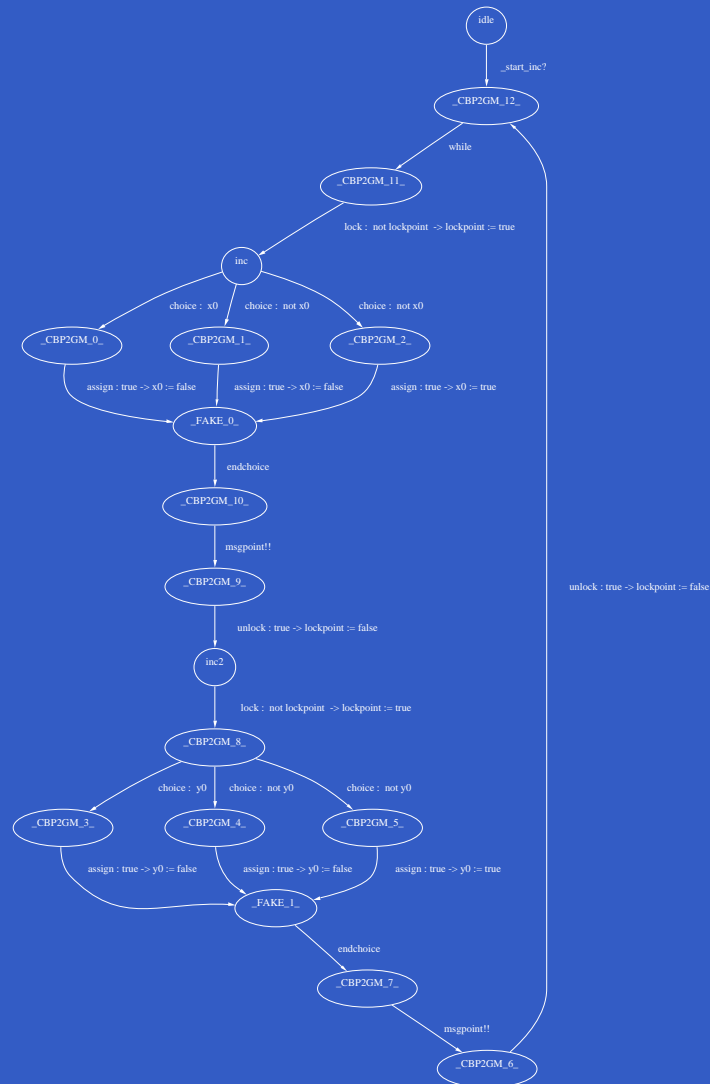 idle
_start_inc?
_CBP2GM_12_
while
_CBP2GM_11_
lock :  not lockpoint  -> lockpoint := true
inc
choice :  x0
choice :  not x0
choice :  not x0
_CBP2GM_0_
_CBP2GM_1_
_CBP2GM_2_
assign : true -> x0 := false
assign : true -> x0 := false
assign : true -> x0 := true
_FAKE_0_
endchoice
_CBP2GM_10_
msgpoint!!
_CBP2GM_9_
unlock : true -> lockpoint := false
unlock : true -> lockpoint := false
inc2
lock :  not lockpoint  -> lockpoint := true
_CBP2GM_8_
choice :  y0
choice :  not y0
choice :  not y0
_CBP2GM_3_
_CBP2GM_4_
_CBP2GM_5_
assign : true -> y0 := false
assign : true -> y0 := false
assign : true -> y0 := true
_FAKE_1_
endchoice
_CBP2GM_7_
msgpoint!!
_CBP2GM_6_